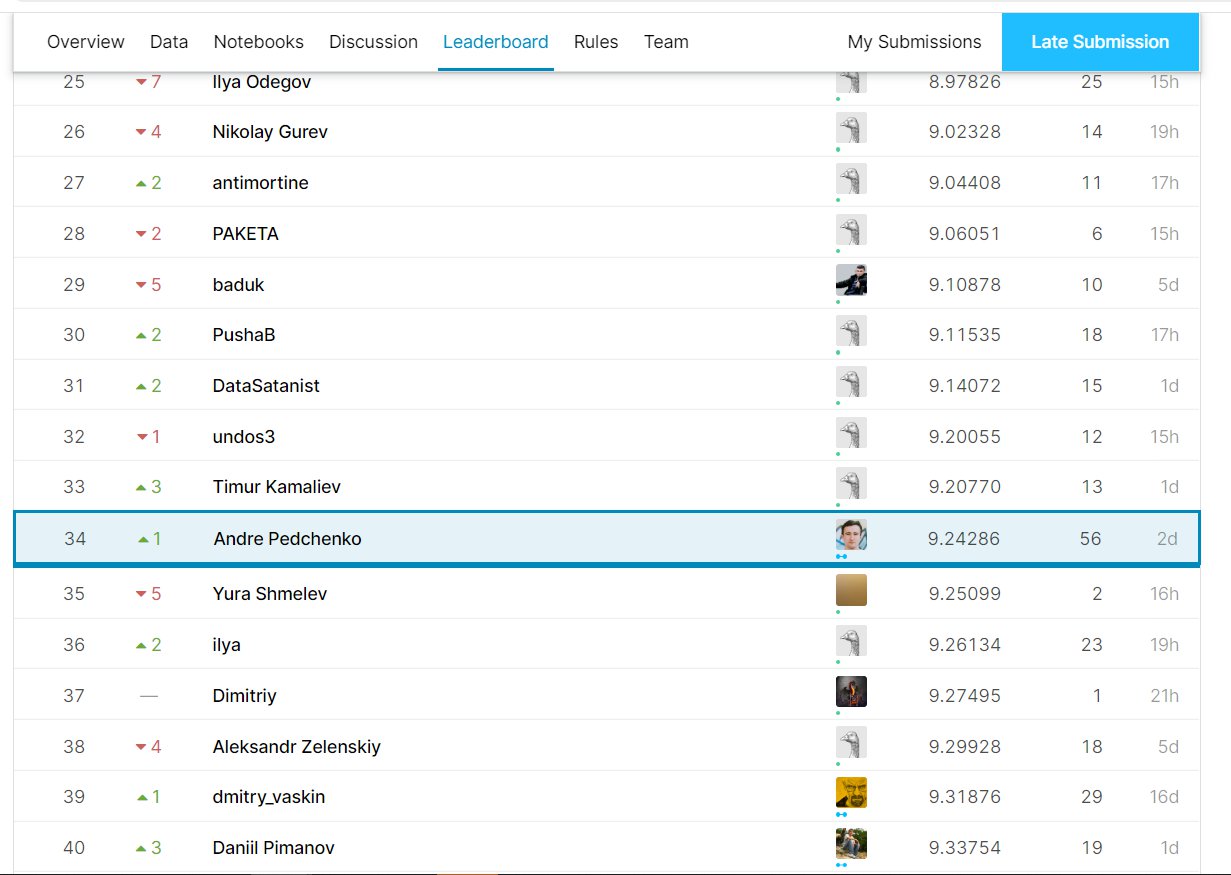 Overview Data Notebooks Discussion Leaderboard Rules Team My Submissions Late Submission
25 7 Ilya Odegov 8.97826 25 15h
26 4 Nikolay Gurev 9.02328 14 19h
27 2 antimortine 9.04408 11 17h
28 2 PAKETA 9.06051 6 15h
29 5 baduk 9.10878 10 5d
30 2 PushaB 9.11535 18 17h
31 2 DataSatanist 9.14072 15 1d
32 1 undos3 9.20055 12 15h
33 3 Timur Kamaliev 9.20770 13 1d
34 1 Andre Pedchenko 9.24286 56 2d
35 5 Yura Shmelev 9.25099 2 16h
36 2 ilya 9.26134 23 19h
37 — Dimitriy 9.27495 1 21h
38 4 Aleksandr Zelenskiy 9.29928 18 5d
39 1 dmitry_vaskin 9.31876 29 16d
40 3 Daniil Pimanov 9.33754 19 1d